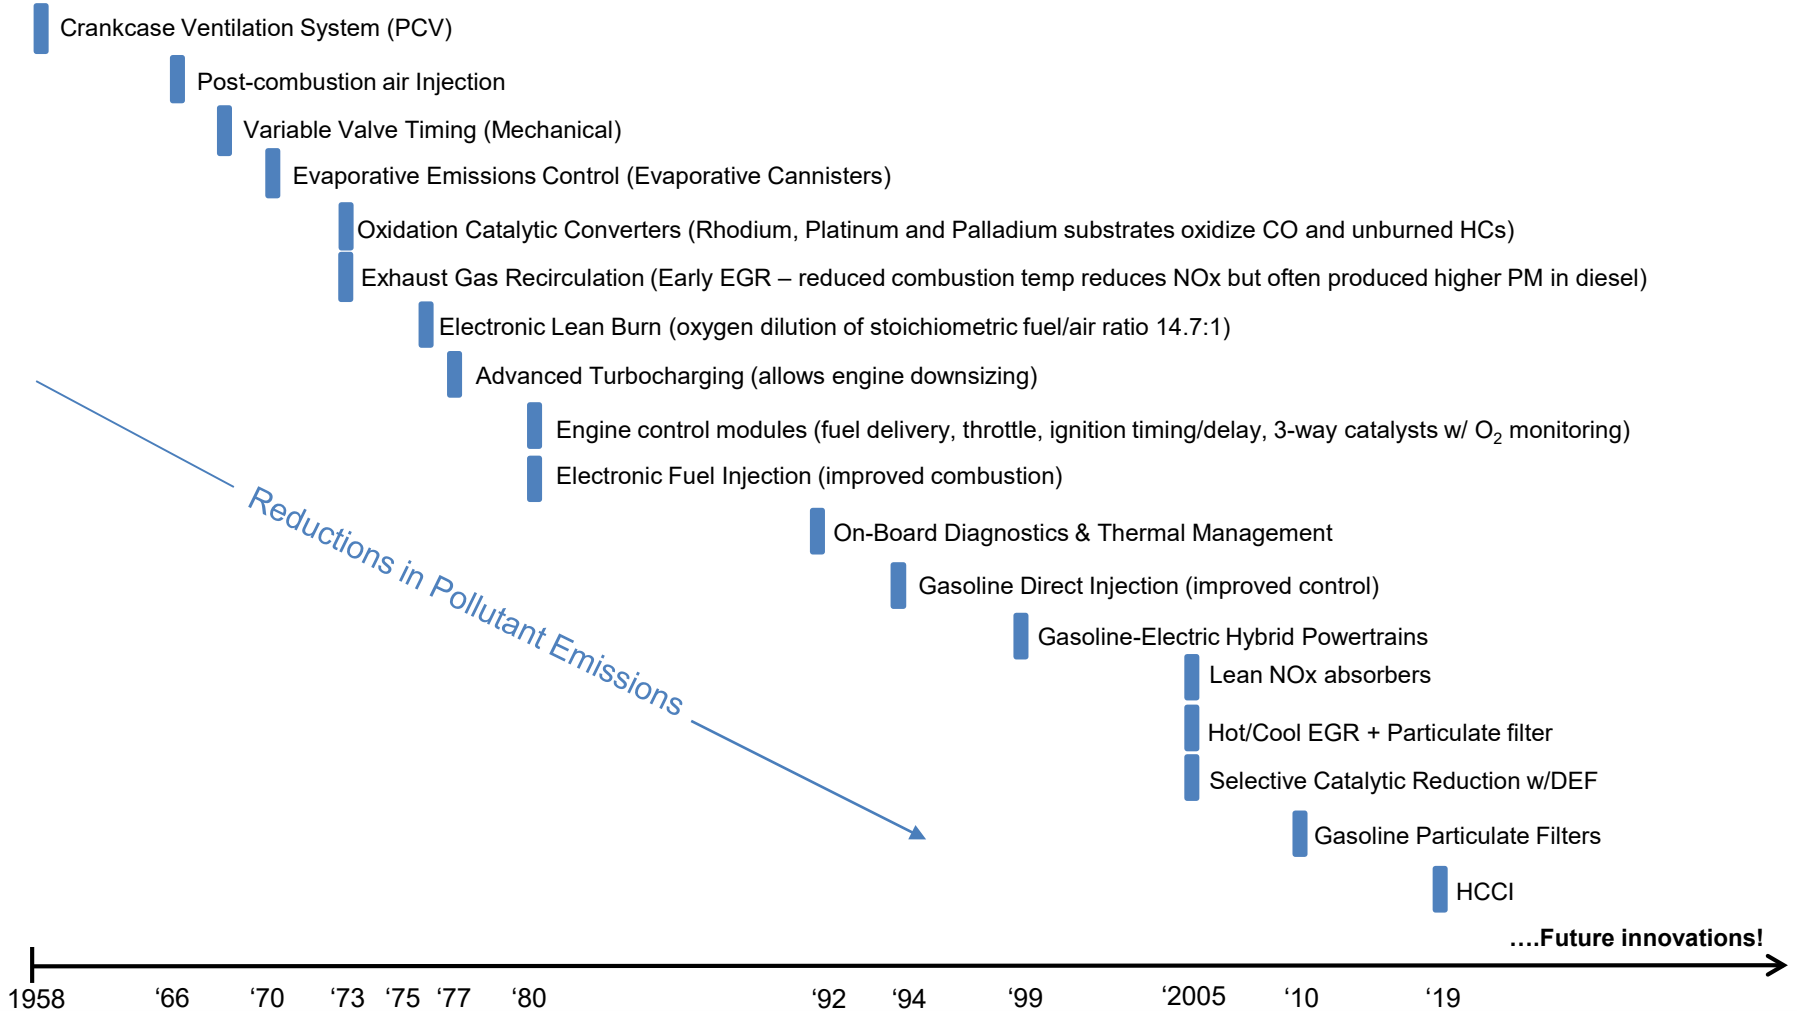 Crankcase Ventilation System (PCV)
Post-combustion air Injection
Variable Valve Timing (Mechanical)
Evaporative Emissions Control (Evaporative Cannisters)
Oxidation Catalytic Converters (Rhodium, Platinum and Palladium substrates oxidize CO and unburned HCs)
Exhaust Gas Recirculation (Early EGR – reduced combustion temp reduces NOx but often produced higher PM in diesel)
Electronic Lean Burn (oxygen dilution of stoichiometric fuel/air ratio 14.7:1)
Advanced Turbocharging (allows engine downsizing)
Engine control modules (fuel delivery, throttle, ignition timing/delay, 3-way catalysts w/ O2 monitoring)
Electronic Fuel Injection (improved combustion)
Reductions in Pollutant Emissions
On-Board Diagnostics & Thermal Management
Gasoline Direct Injection (improved control)
Gasoline-Electric Hybrid Powertrains
Lean NOx absorbers
Hot/Cool EGR + Particulate filter
Selective Catalytic Reduction w/DEF
Gasoline Particulate Filters
HCCI
….Future innovations!
1958 ‘66 ‘70 ‘73 ‘75 ‘77 ‘80 ‘92 ‘94 ‘99 ‘2005 ‘10 ‘19